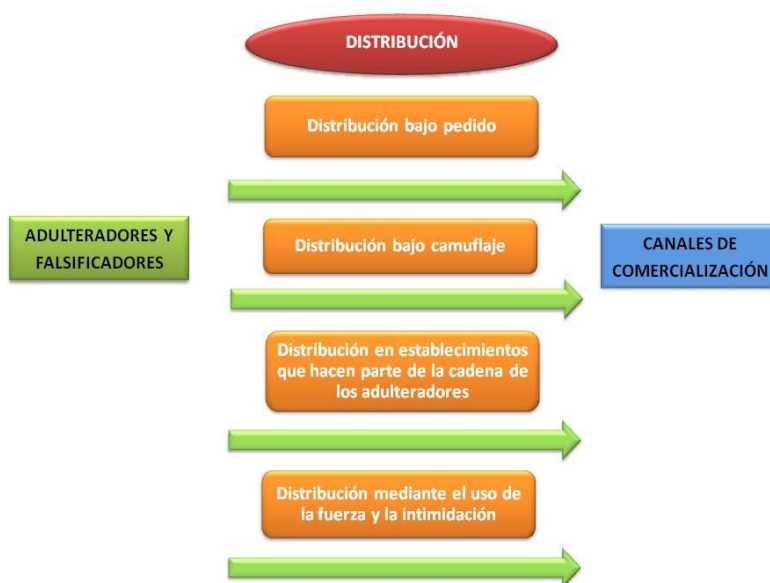 DISTRIBUCIÓN
Distribución bajo pedido
ADULTERADORES Y
FALSIFICADORES
Distribución bajo camuflaje
CANALES DE
COMERCIALIZACIÓN
Distribución en establecimientos
que hacen parte de la cadena de
los adulteradores
Distribución mediante el uso de
la fuerza y la intimidación